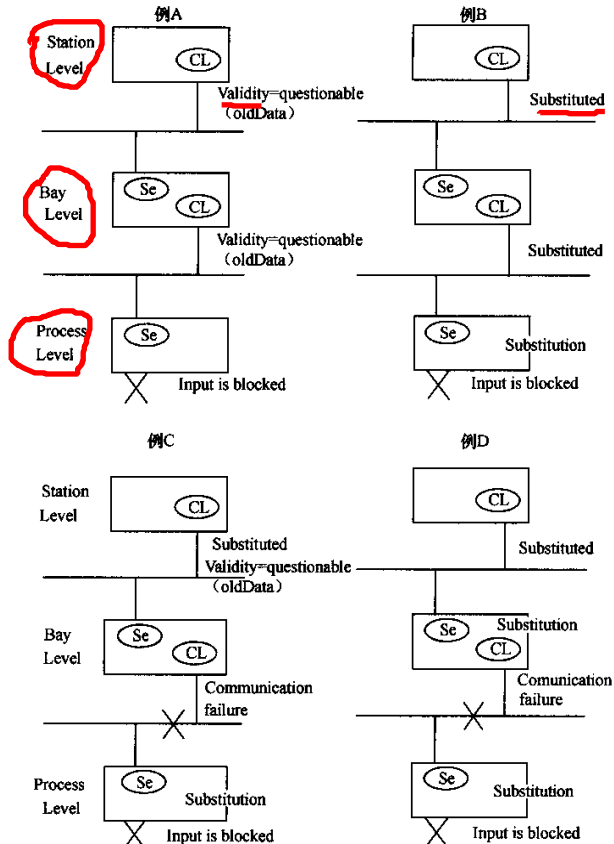 例A
Station
Level
CL
Validity=questionable
（oldData）
Se
Bay
Level
CL
Validity=questionable
（oldData）
Process
Level
Se
Input is blocked
例B
CL
Substituted
Se
CL
Substituted
Se
Substitution
Input is blocked
例C
Station
Level
CL
Substituted
Validity=questionable
（oldData）
Bay
Level
Se
CL
Communication
failure
Process
Level
Se
Substitution
Input is blocked
例D
CL
Substituted
Se
Substitution
CL
Comunication
failure
Se
Substitution
Input is blocked